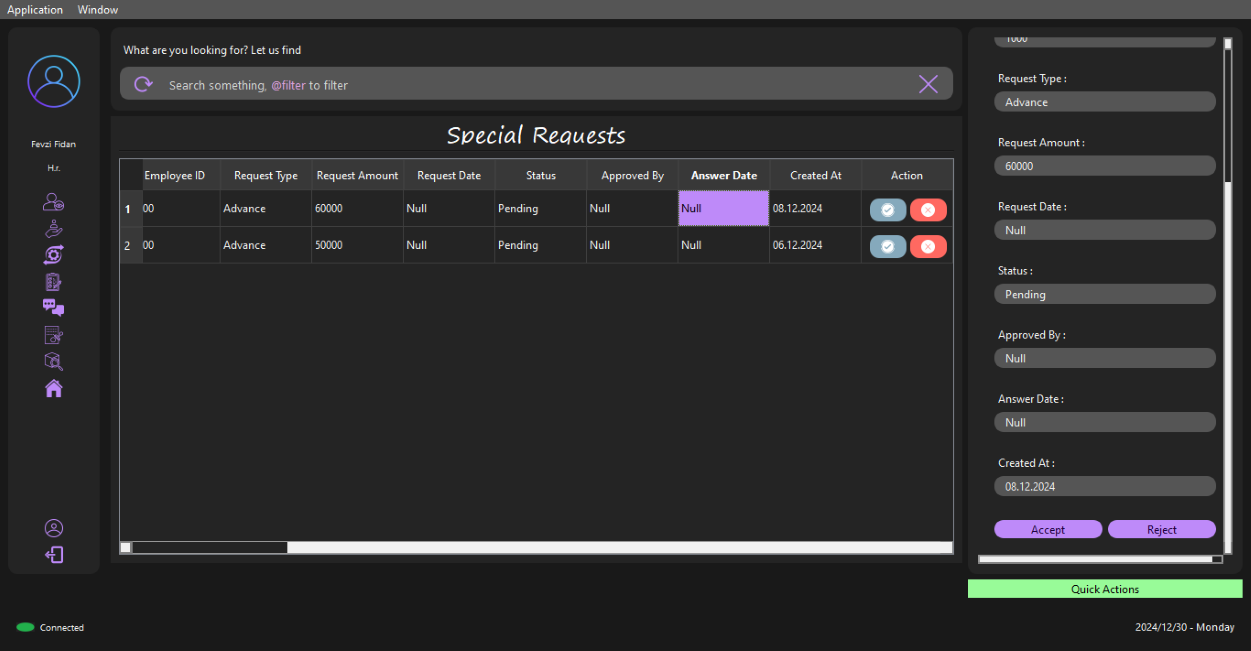 Application Window
Fevzi Fidan
H.r.
What are you looking for? Let us find
Search something, @filter to filter
Special Requests
Employee ID Request Type Request Amount Request Date Status Approved By Answer Date Created At Action
1 00 Advance 60000 Null Pending Null Null 08.12.2024
2 00 Advance 50000 Null Pending Null Null 06.12.2024
1000
Request Type :
Advance
Request Amount :
60000
Request Date :
Null
Status :
Pending
Approved By :
Null
Answer Date :
Null
Created At :
08.12.2024
Accept Reject
Quick Actions
Connected
2024/12/30 - Monday